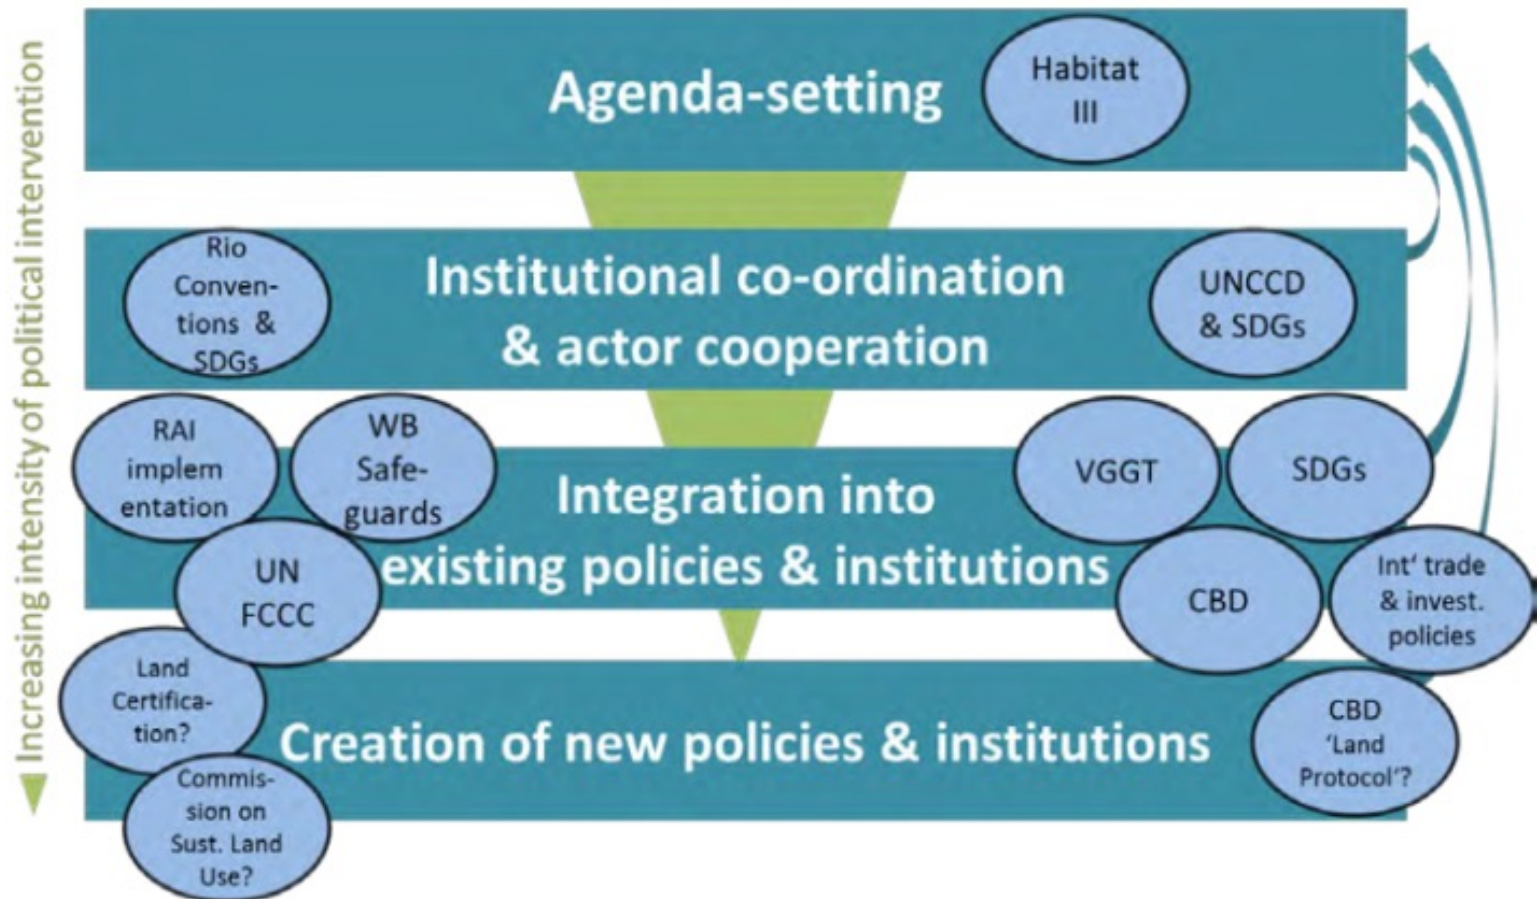 Increasing intensity of political intervention
Agenda-setting
Habitat
III
Rio
Conven-
tions &
SDGs
Institutional co-ordination
& actor cooperation
UNCCD
& SDGs
RAI
implem
entation
WB
Safe-
guards
UN
FCCC
Integration into
existing policies & institutions
VGGT
SDGs
CBD
Int‘ trade
& invest.
policies
Land
Certifica-
tion?
Commis-
sion on
Sust. Land
Use?
Creation of new policies & institutions
CBD
‘Land
Protocol‘?